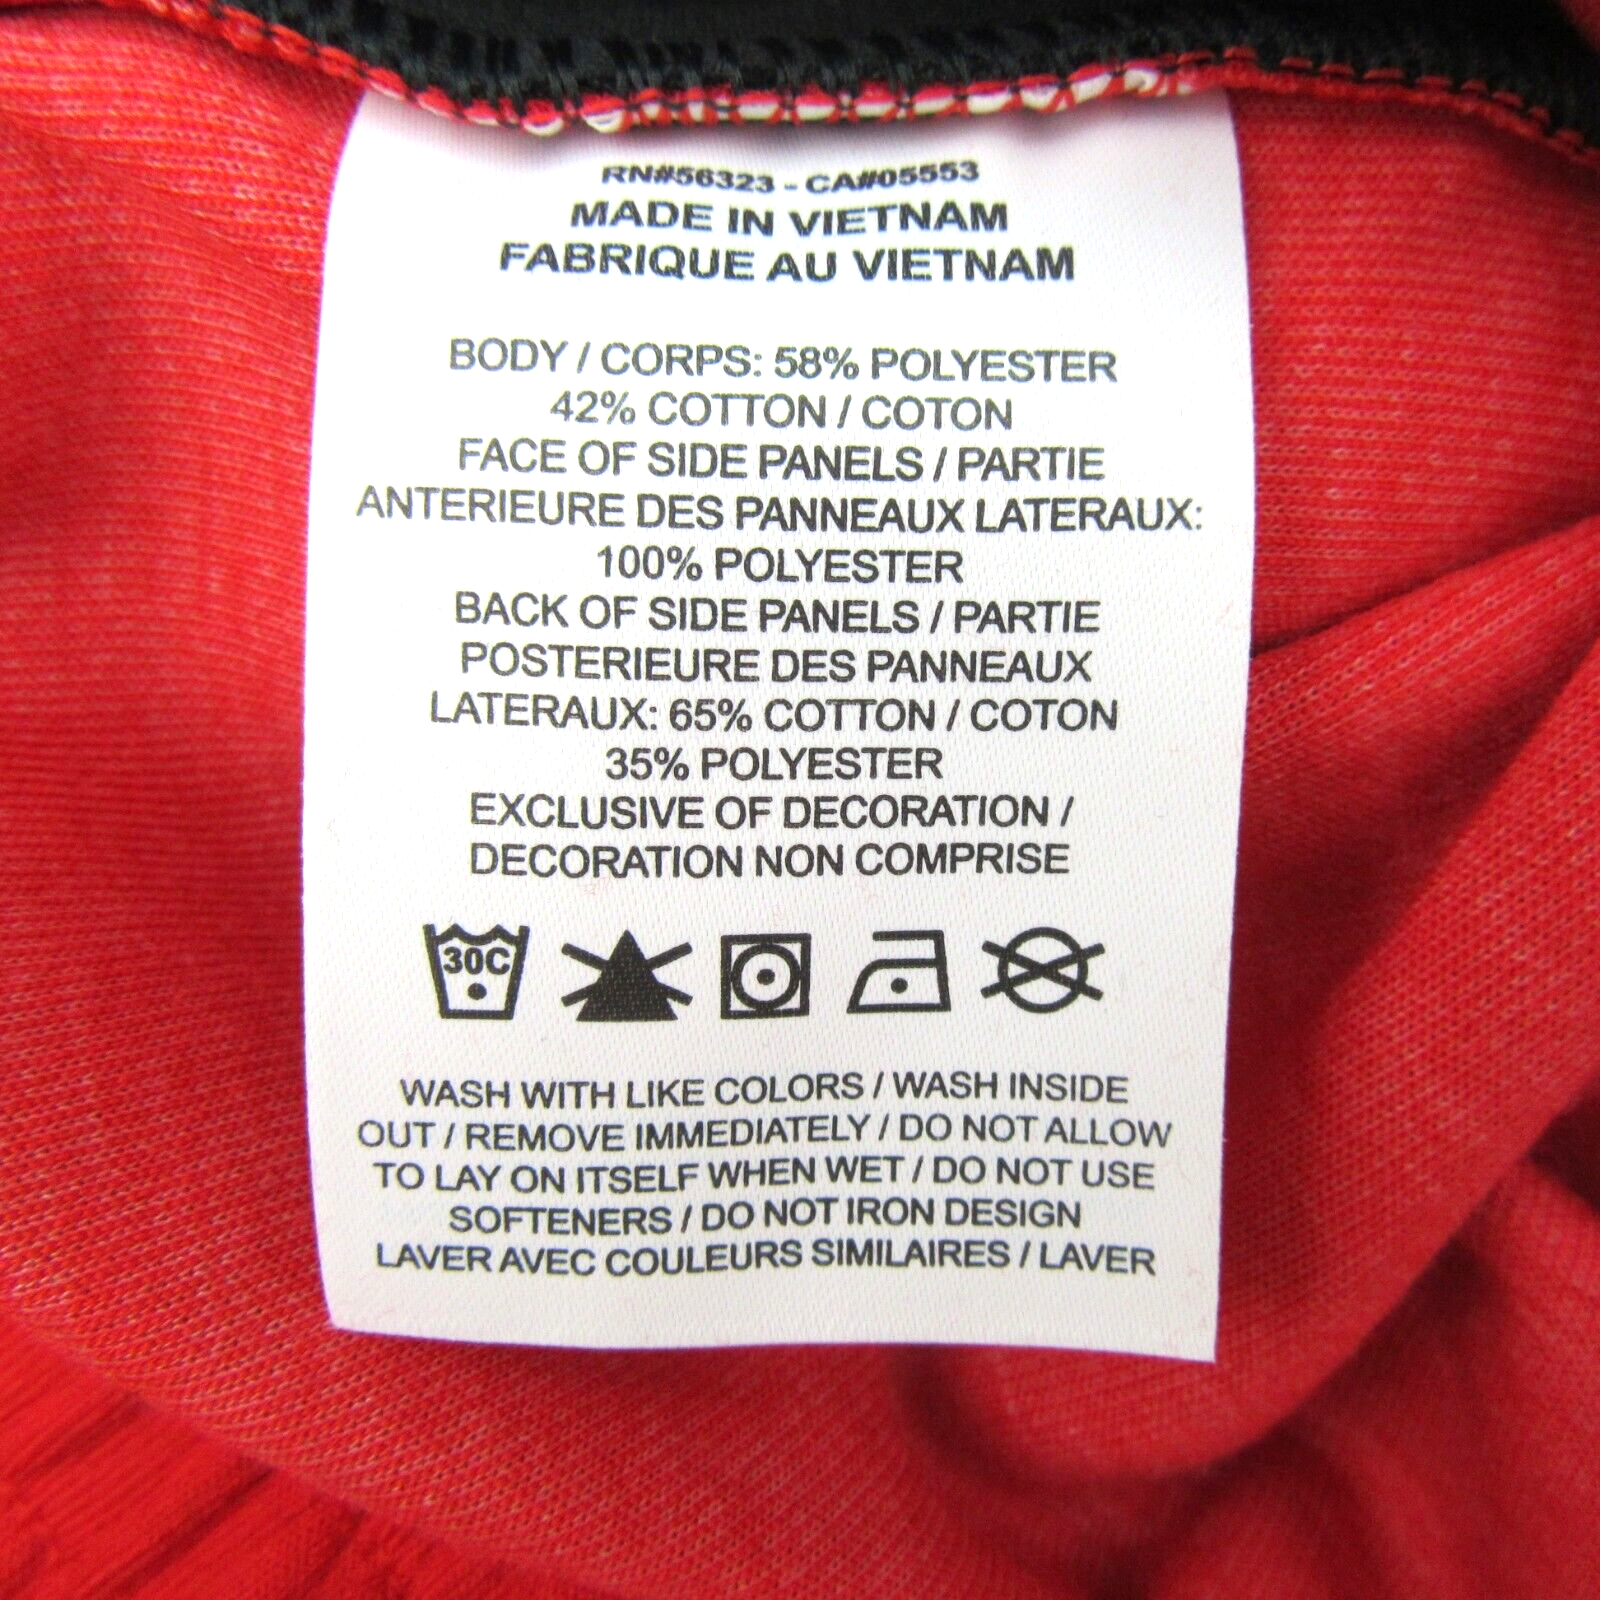 RN#56323 - CA#05553
MADE IN VIETNAM
FABRIQUE AU VIETNAM
BODY / CORPS: 58% POLYESTER
42% COTTON / COTON
FACE OF SIDE PANELS / PARTIE
ANTERIEURE DES PANNEAUX LATERAUX:
100% POLYESTER
BACK OF SIDE PANELS / PARTIE
POSTERIEURE DES PANNEAUX
LATERAUX: 65% COTTON / COTON
35% POLYESTER
EXCLUSIVE OF DECORATION /
DECORATION NON COMPRISE
30C
WASH WITH LIKE COLORS / WASH INSIDE
OUT / REMOVE IMMEDIATELY / DO NOT ALLOW
TO LAY ON ITSELF WHEN WET / DO NOT USE
SOFTENERS / DO NOT IRON DESIGN
LAVER AVEC COULEURS SIMILAIRES / LAVER